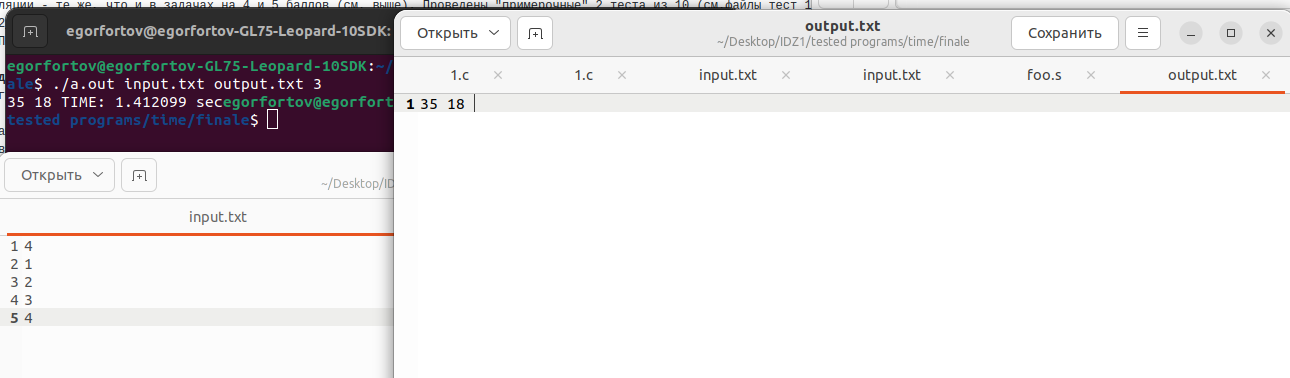 ляции - те же, что и в задачах на 4 и 5 баллов (см. выше). Проведены "примерочные" 2 теста из 10 (см.файлы тест 1
egorfortov@egorfortov-GL75-Leopard-10SDK:
egorfortov@egorfortov-GL75-Leopard-10SDK:~/
ale$ ./a.out input.txt output.txt 3
35 18 TIME: 1.412099 secegorfortov@egorfort
tested programs/time/finale$
Открыть
~/Desktop/ID
input.txt
1 4
2 1
3 2
4 3
5 4
Открыть
output.txt
~/Desktop/IDZ1/tested programs/time/finale
Сохранить
1.c
1.c
input.txt
input.txt
foo.s
output.txt
1 35 18